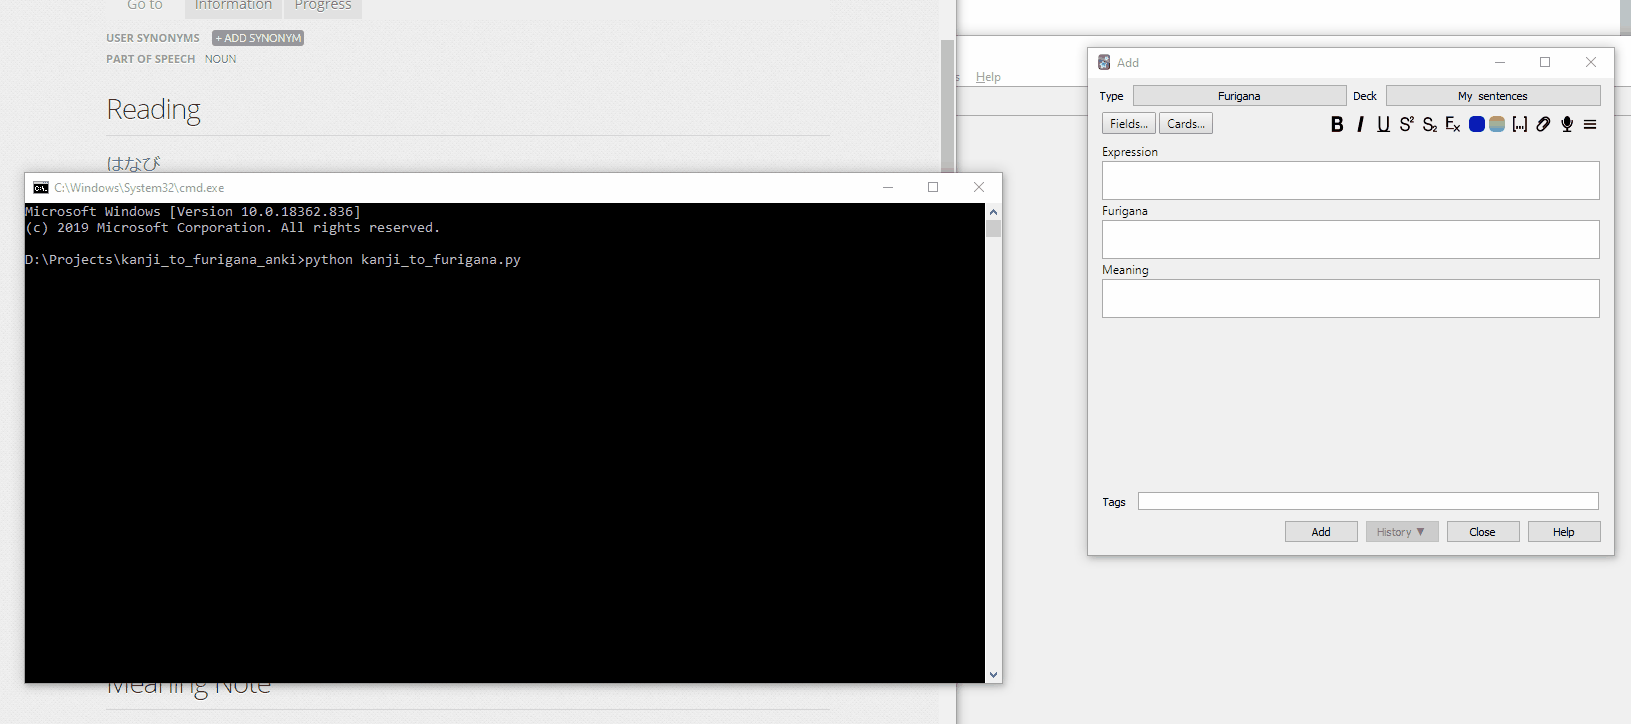 Go to
Information
Progress
USER SYNONYMS + ADD SYNONYM
PART OF SPEECH NOUN
Reading
はなび
C:\Windows\System32\cmd.exe
Microsoft Windows [Version 10.0.18362.836]
(c) 2019 Microsoft Corporation. All rights reserved.
D:\Projects\kanji_to_furigana_anki>python kanji_to_furigana.py
Meaning Note
s Help
Add
Type Furigana Deck My sentences
Fields... Cards... B I U S² S₂ Eₓ [...]
Expression
Furigana
Meaning
Tags
Add History ▼ Close Help